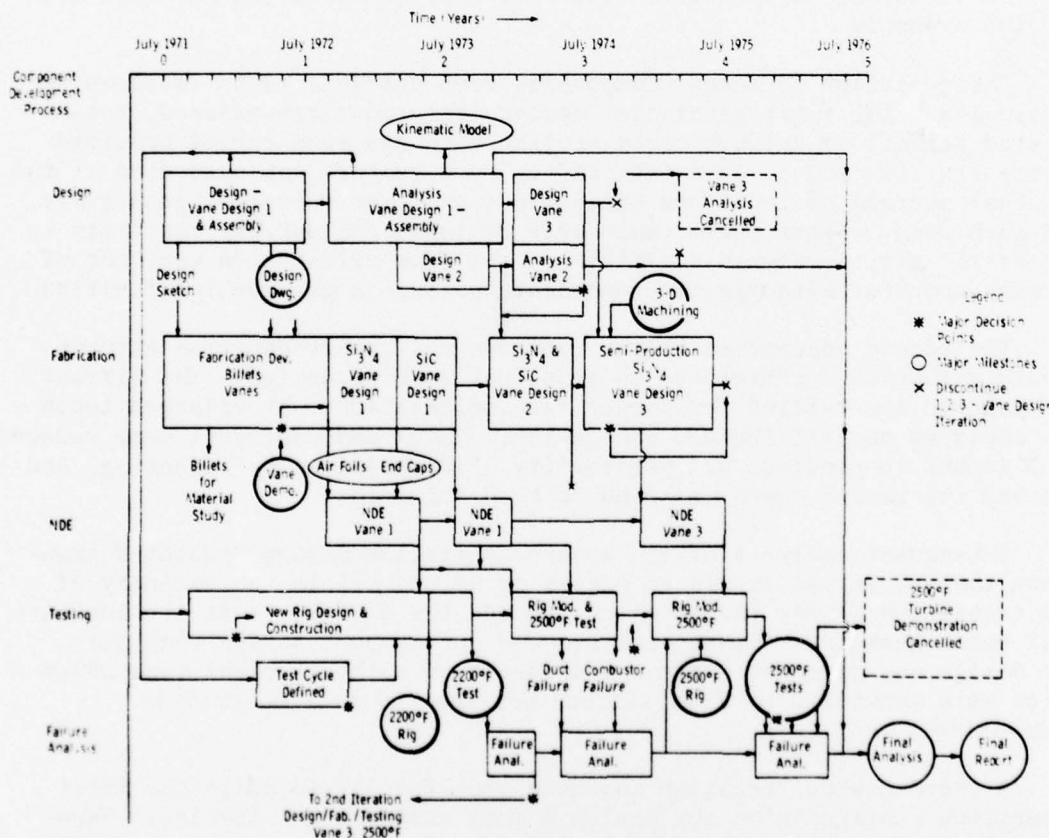 Time (Years)
July 1971
July 1972
July 1973
July 1974
July 1975
July 1976
0
1
2
3
4
5
Component
Development
Process
Kinematic Model
Design
Design –
Vane Design 1
& Assembly
Analysis
Vane Design 1 –
Assembly
Design
Vane
3
Vane 3
Analysis
Cancelled
Design
Vane 2
Analysis
Vane 2
Design
Sketch
Design
Dwg.
3-D
Machining
Legend
Major Decision
Points
Major Milestones
Discontinue
1,2,3 - Vane Design
Iteration
Fabrication
Fabrication Dev.
Billets
Vanes
Si3N4
Vane
Design
1
SiC
Vane
Design 1
Si3N4 &
SiC
Design
2
Semi-Production
Si3N4
Vane Design 3
Billets
for
Material
Study
Vane
Demo.
Air Foils
End Caps
NDE
NDE
Vane 1
NDE
Vane 1
NDE
Vane 3
Testing
New Rig Design &
Construction
Rig Mod. &
2500°F Test
Rig Mod.
2500°F Test
2500°F
Turbine
Demonstration
Cancelled
Test Cycle
Defined
2200°F
Rig
2200°F
Test
Duct
Failure
Combustor
Failure
2500°F
Rig
2500°F
Tests
Failure
Analysis
Failure
Anal.
Failure
Anal.
Failure
Anal.
Final
Analysis
Final
Report
To 2nd Iteration
Design/Fab./Testing
Vane 3 2500°F